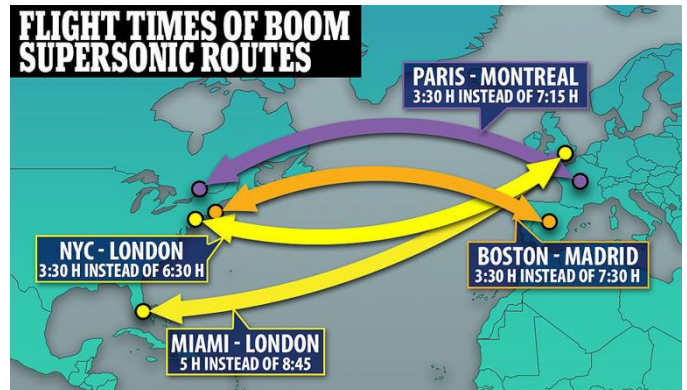 FLIGHT TIMES OF BOOM
SUPERSONIC ROUTES
PARIS - MONTREAL
3:30 H INSTEAD OF 7:15 H
NYC - LONDON
3:30 H INSTEAD OF 6:30 H
BOSTON - MADRID
3:30 H INSTEAD OF 7:30 H
MIAMI - LONDON
5 H INSTEAD OF 8:45